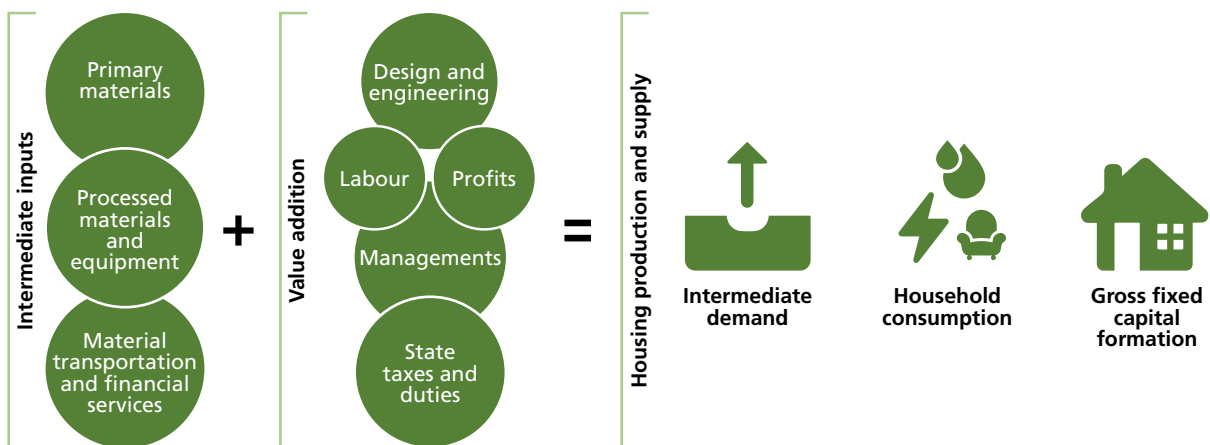 Intermediate inputs
Primary
materials
Processed
materials
and
equipment
Material
transportation
and financial
services
+
Value addition
Design and
engineering
Labour
Profits
Managements
State
taxes and
duties
=
Housing production and supply
Intermediate
demand
Household
consumption
Gross fixed
capital
formation